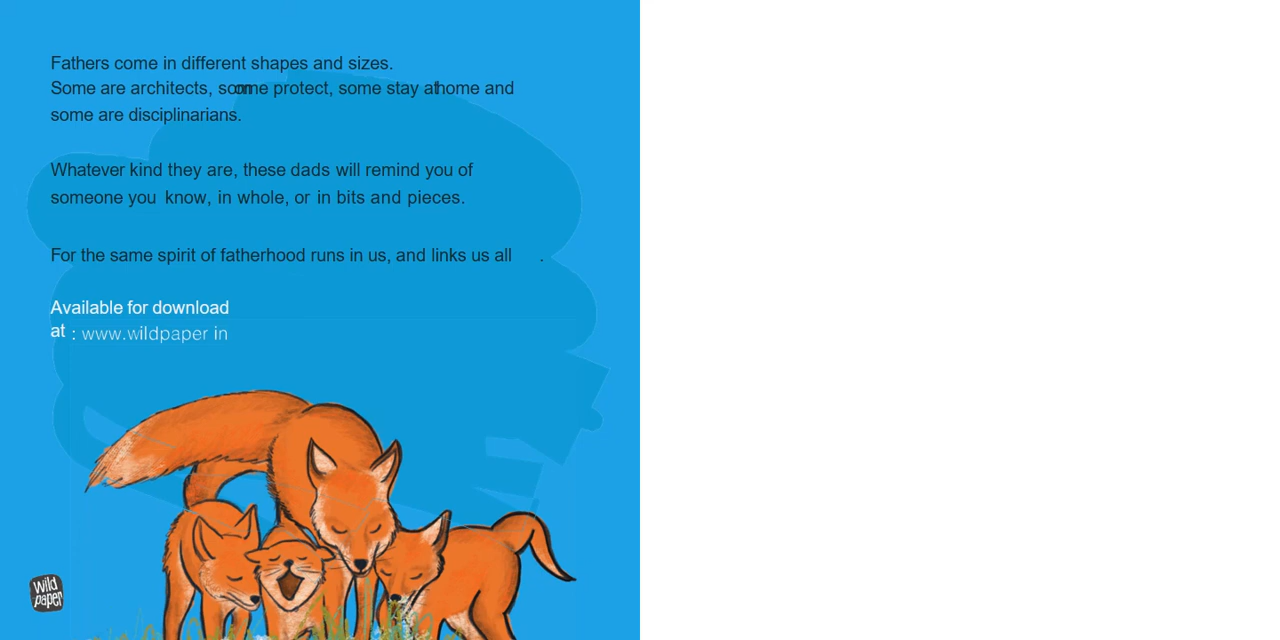 Fathers come in different shapes and sizes.
Some are architects, some protect, some stay at home and
some are disciplinarians.
Whatever kind they are, these dads will remind you of
someone you know, in whole, or in bits and pieces.
For the same spirit of fatherhood runs in us, and links us all .
Available for download
at : www.wildpaper in
Wild
paper